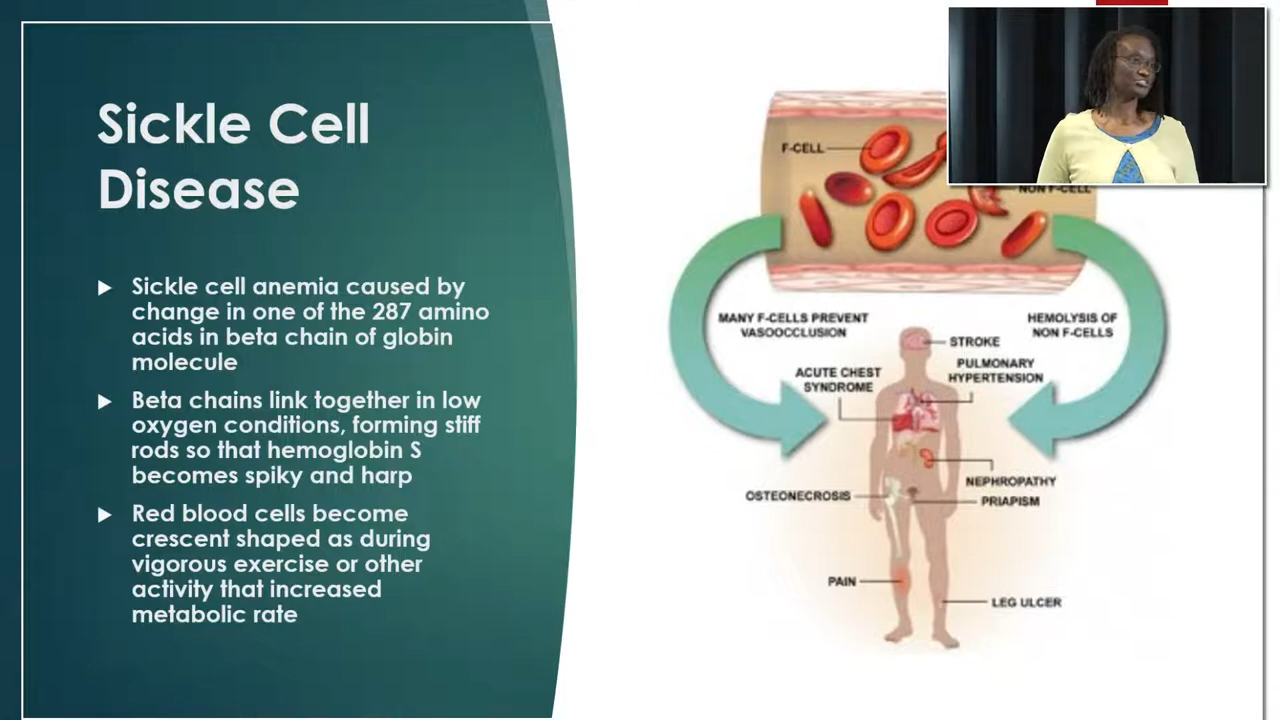 Sickle Cell
Disease
Sickle cell anemia caused by
change in one of the 287 amino
acids in beta chain of globin
molecule
Beta chains link together in low
oxygen conditions, forming stiff
rods so that hemoglobin S
becomes spiky and harp
Red blood cells become
crescent shaped as during
vigorous exercise or other
activity that increased
metabolic rate
F-CELL
NON F-CELL
MANY F-CELLS PREVENT
VASOOCCLUSION
HEMOLYSIS OF
NON F-CELLS
STROKE
ACUTE CHEST
SYNDROME
PULMONARY
HYPERTENSION
NEPHROPATHY
OSTEONECROSIS
PRIAPISM
PAIN
LEG ULCER